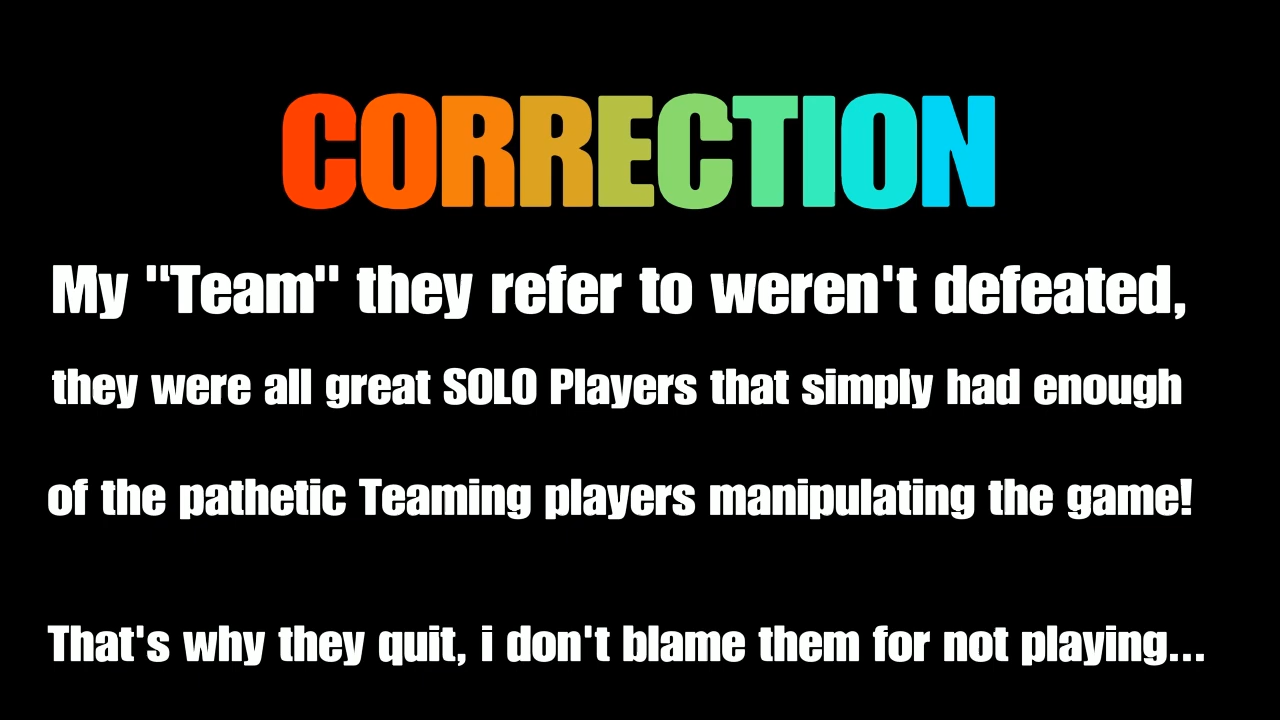 CORRECTION
My "Team" they refer to weren't defeated,
they were all great SOLO Players that simply had enough
of the pathetic Teaming players manipulating the game!
That's why they quit, i don't blame them for not playing...